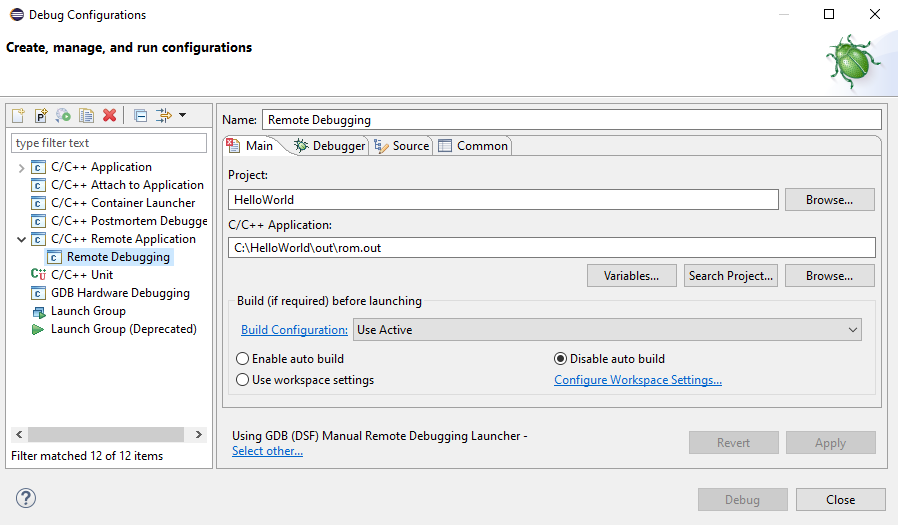 Debug Configurations
Create, manage, and run configurations
P
type filter text
C/C++ Application
C/C++ Attach to Application
C/C++ Container Launcher
C/C++ Postmortem Debugge
C/C++ Remote Application
Remote Debugging
C/C++ Unit
GDB Hardware Debugging
Launch Group
Launch Group (Deprecated)
Filter matched 12 of 12 items
Name: Remote Debugging
Main Debugger Source Common
Project:
HelloWorld Browse...
C/C++ Application:
C:\HelloWorld\out\rom.out
Variables... Search Project... Browse...
Build (if required) before launching
Build Configuration: Use Active
Enable auto build Disable auto build
Use workspace settings Configure Workspace Settings...
Using GDB (DSF) Manual Remote Debugging Launcher -
Select other...
Revert Apply
? Debug Close